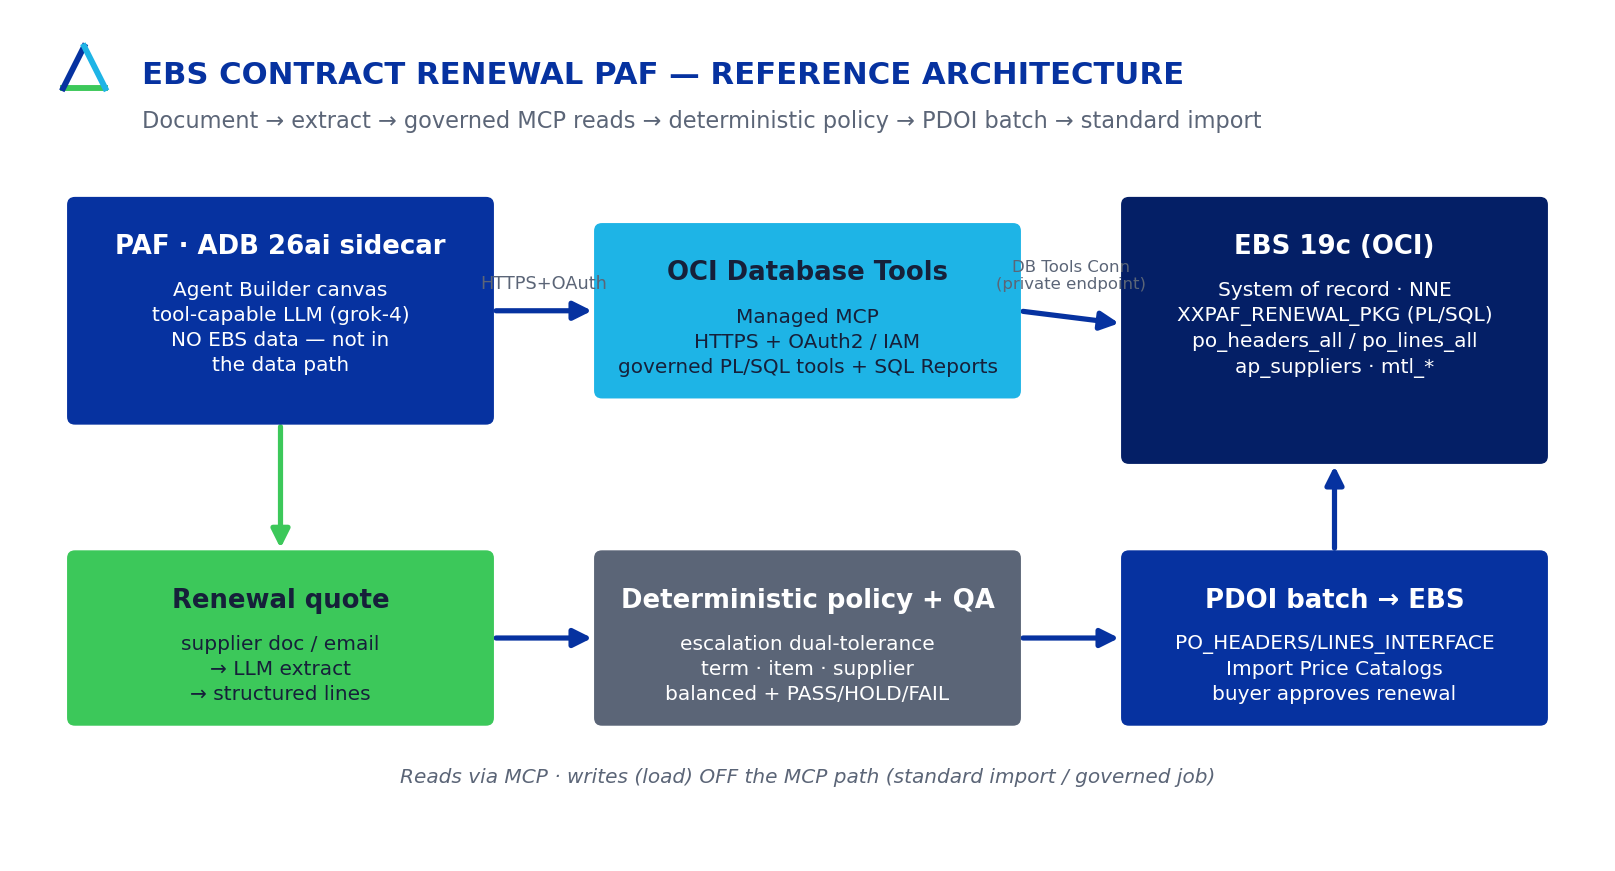 EBS CONTRACT RENEWAL PAF — REFERENCE ARCHITECTURE
Document → extract → governed MCP reads → deterministic policy → PDOI batch → standard import
PAF · ADB 26ai sidecar
Agent Builder canvas
tool-capable LLM (grok-4)
NO EBS data — not in
the data path
HTTPS+OAuth
OCI Database Tools
Managed MCP
HTTPS + OAuth2 / IAM
governed PL/SQL tools + SQL Reports
DB Tools Conn
(private endpoint)
EBS 19c (OCI)
System of record · NNE
XXPAF_RENEWAL_PKG (PL/SQL)
po_headers_all / po_lines_all
ap_suppliers · mtl_*
Renewal quote
supplier doc / email
→ LLM extract
→ structured lines
Deterministic policy + QA
escalation dual-tolerance
term · item · supplier
balanced + PASS/HOLD/FAIL
PDOI batch → EBS
PO_HEADERS/LINES_INTERFACE
Import Price Catalogs
buyer approves renewal
Reads via MCP · writes (load) OFF the MCP path (standard import / governed job)